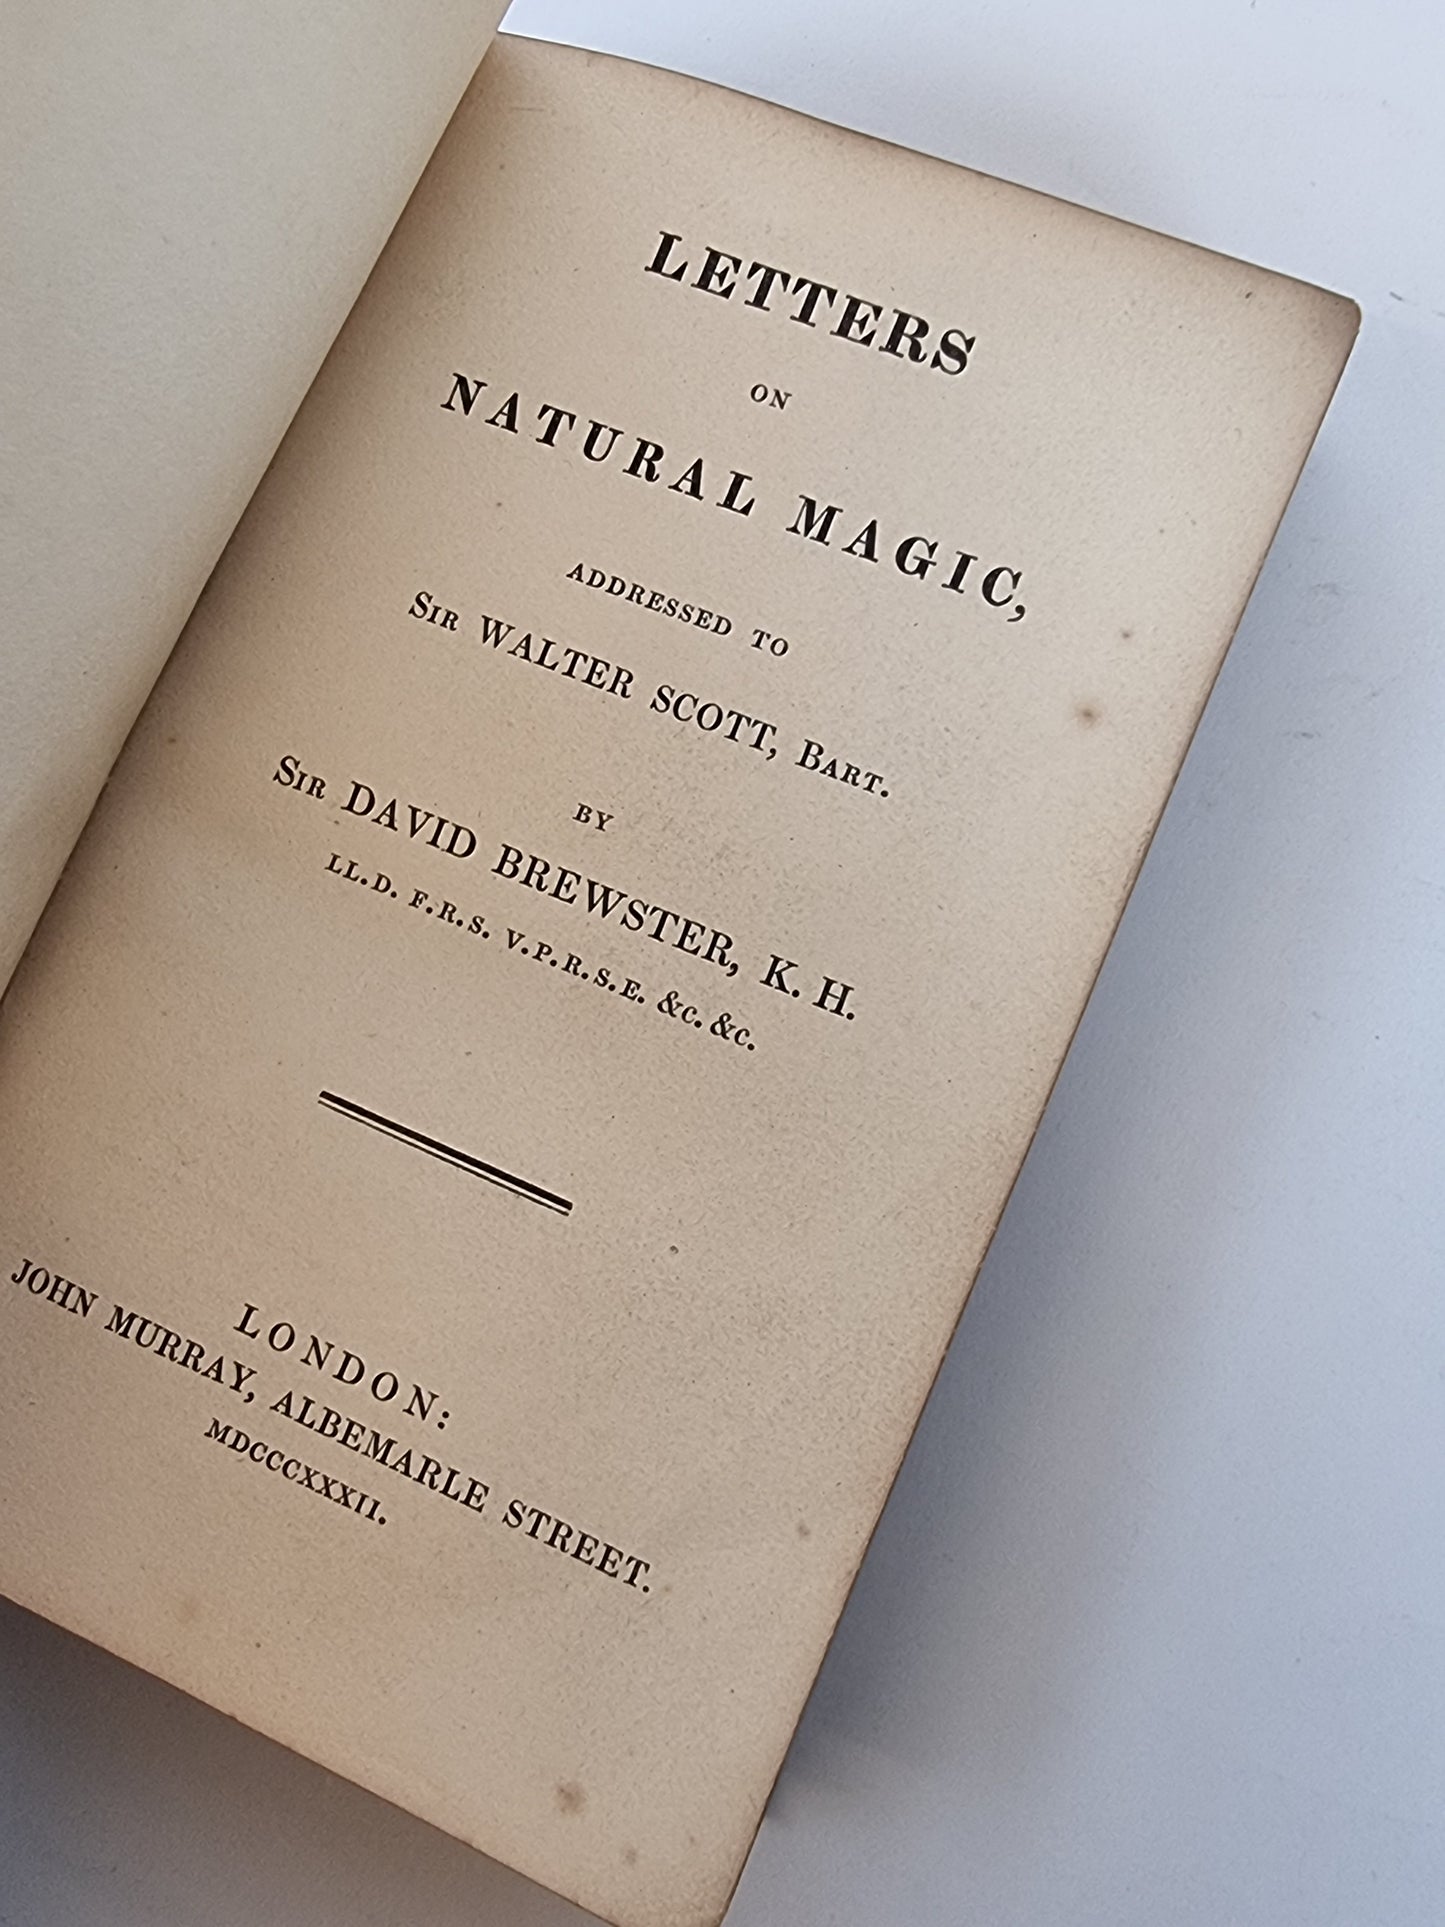 LETTERS
ON
NATURAL MAGIC,
ADDRESSED TO
SIR WALTER SCOTT, BART.
BY
SIR DAVID BREWSTER, K. H.
LL.D. F.R.S. V.P.R.S.E. &c. &c.
LONDON:
JOHN MURRAY, ALBEMARLE STREET.
MDCCCXXXII.